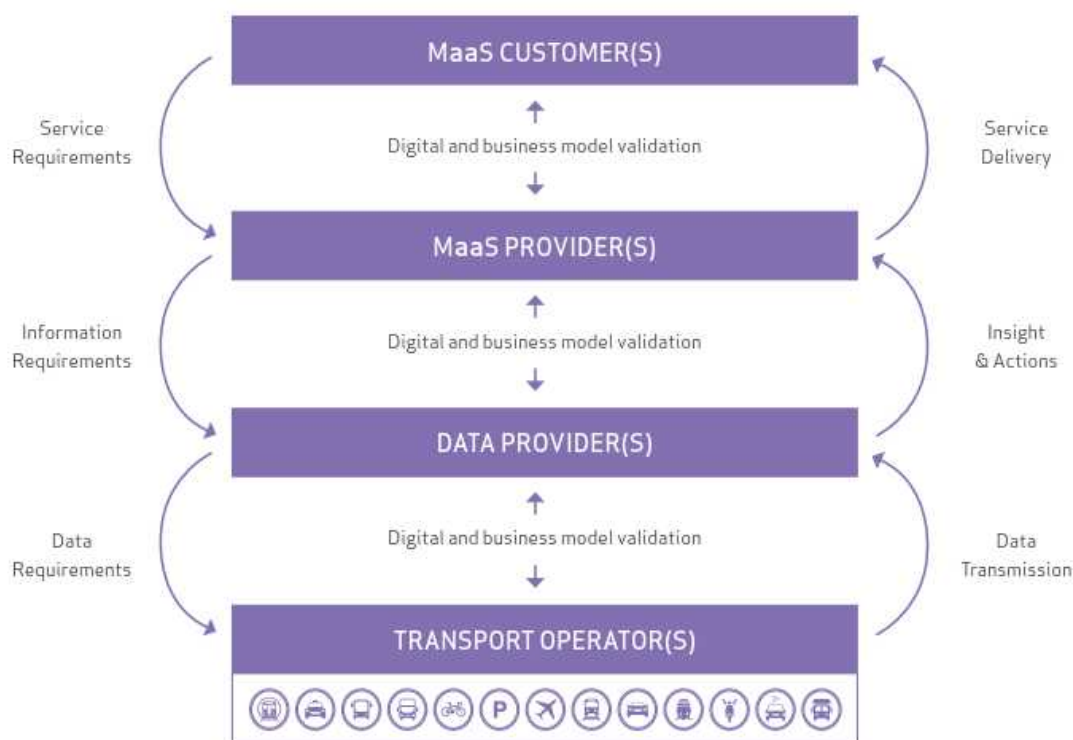 MaaS CUSTOMER(S)
Service
Requirements
Digital and business model validation
Service
Delivery
MaaS PROVIDER(S)
Information
Requirements
Digital and business model validation
Insight
& Actions
DATA PROVIDER(S)
Data
Requirements
Digital and business model validation
Data
Transmission
TRANSPORT OPERATOR(S)
P